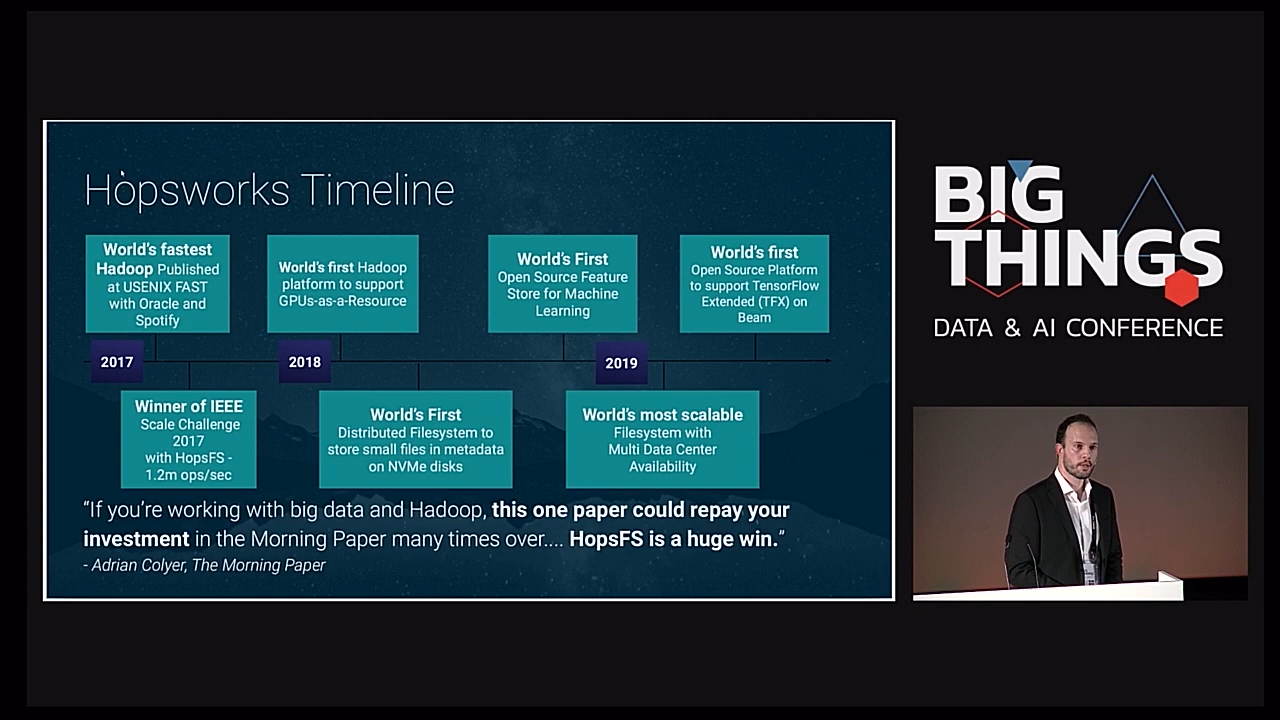 Hopsworks Timeline
World's fastest
Hadoop Published
at USENIX FAST
with Oracle and
Spotify
World's first Hadoop
platform to support
GPUs-as-a-Resource
World's First
Open Source Feature
Store for Machine
Learning
World's first
Open Source Platform
to support TensorFlow
Extended (TFX) on
Beam
2017
2018
2019
Winner of IEEE
Scale Challenge
2017
with HopsFS -
1.2m ops/sec
World's First
Distributed Filesystem to
store small files in metadata
on NVMe disks
World's most scalable
Filesystem with
Multi Data Center
Availability
“If you're working with big data and Hadoop, this one paper could repay your
investment in the Morning Paper many times over.... HopsFS is a huge win.”
- Adrian Colyer, The Morning Paper
BIG
THINGS
DATA & AI CONFERENCE